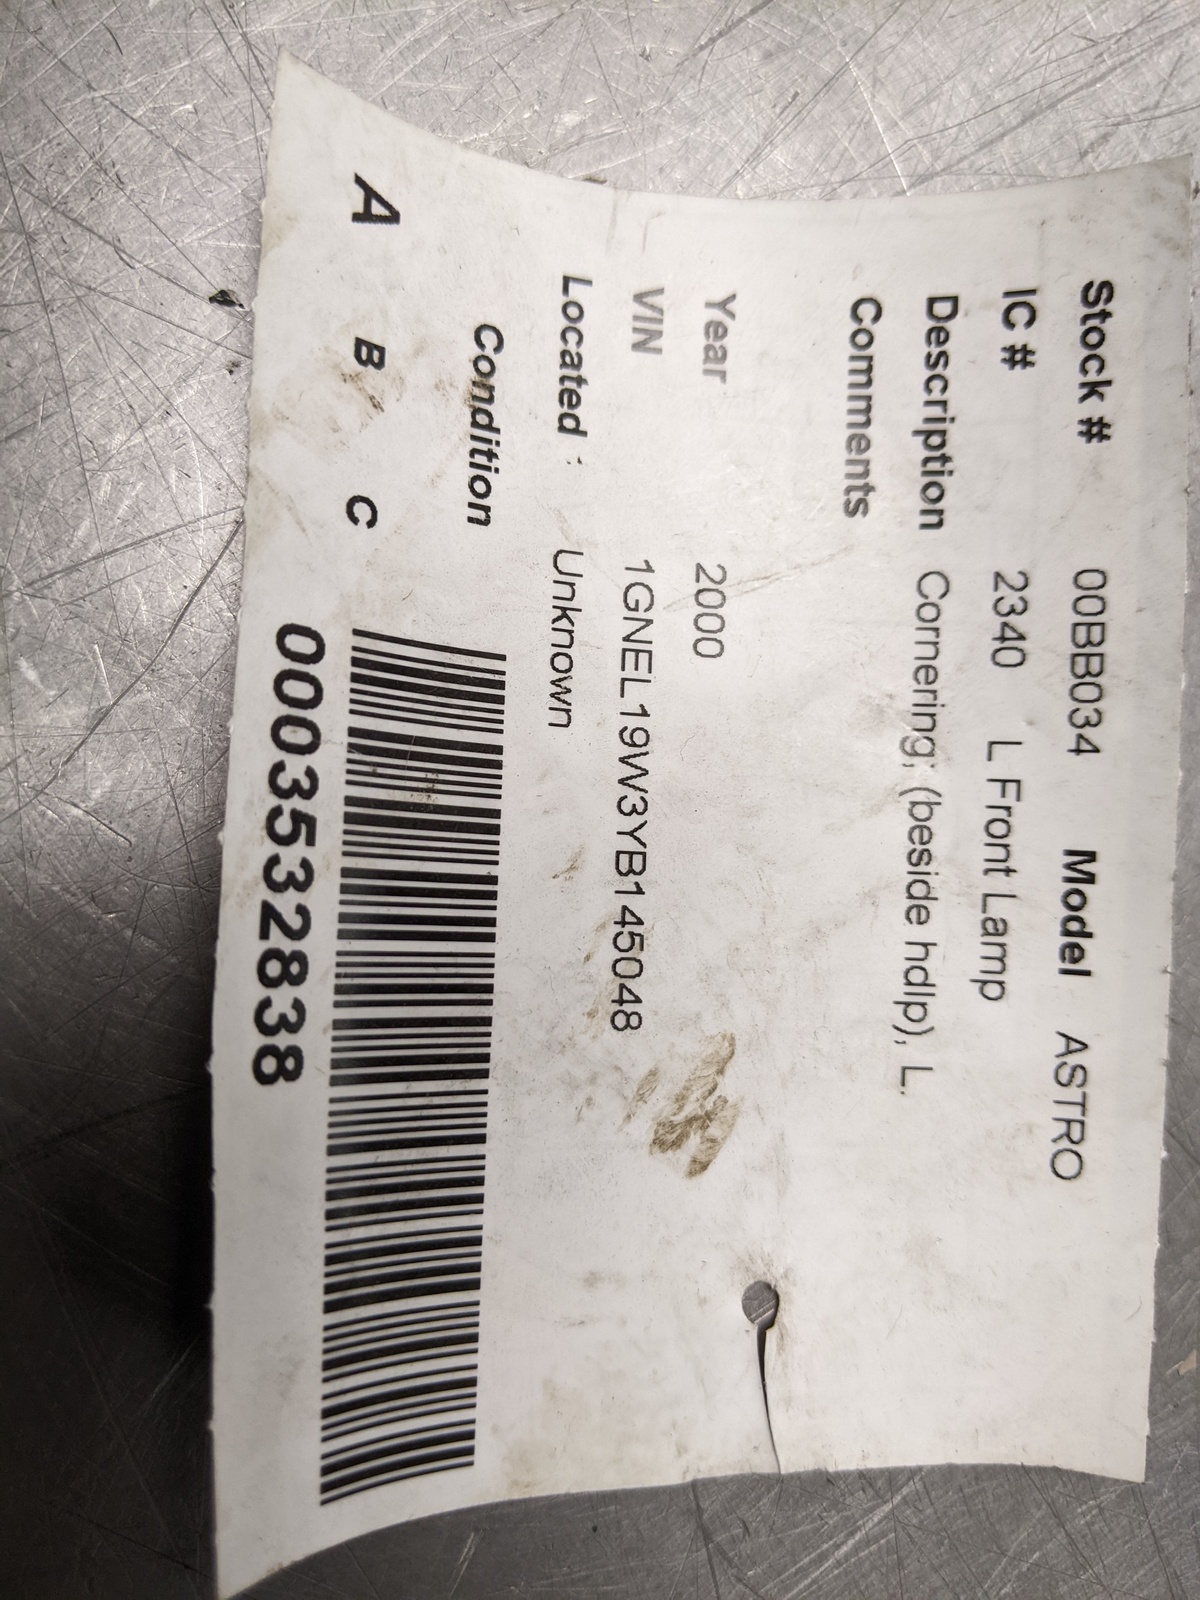 Stock # 00BB034 Model ASTRO
IC # 2340 L Front Lamp
Description Cornering; (beside hdlp), L.
Comments
Year 2000
VIN 1GNEL19W3YB145048
Located : Unknown
Condition
A B C
0003532838